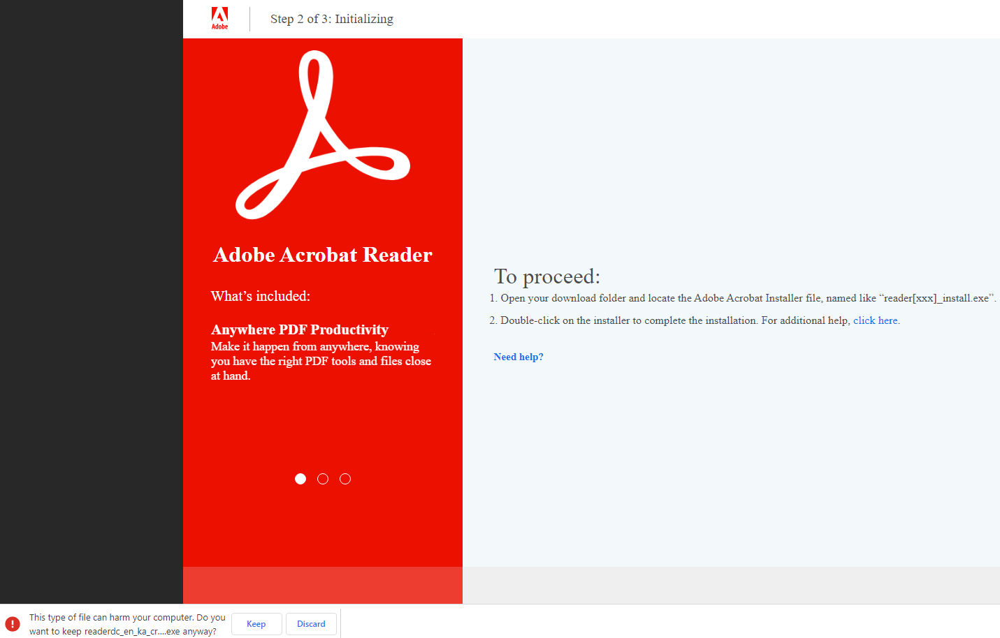 Adobe
Step 2 of 3: Initializing
Adobe Acrobat Reader
What’s included:
Anywhere PDF Productivity
Make it happen from anywhere, knowing
you have the right PDF tools and files close
at hand.
To proceed:
1. Open your download folder and locate the Adobe Acrobat Installer file, named like “reader[xxx]_install.exe”.
2. Double-click on the installer to complete the installation. For additional help, click here.
Need help?
This type of file can harm your computer. Do you
want to keep readerdc_en_ka_cr....exe anyway?
Keep
Discard